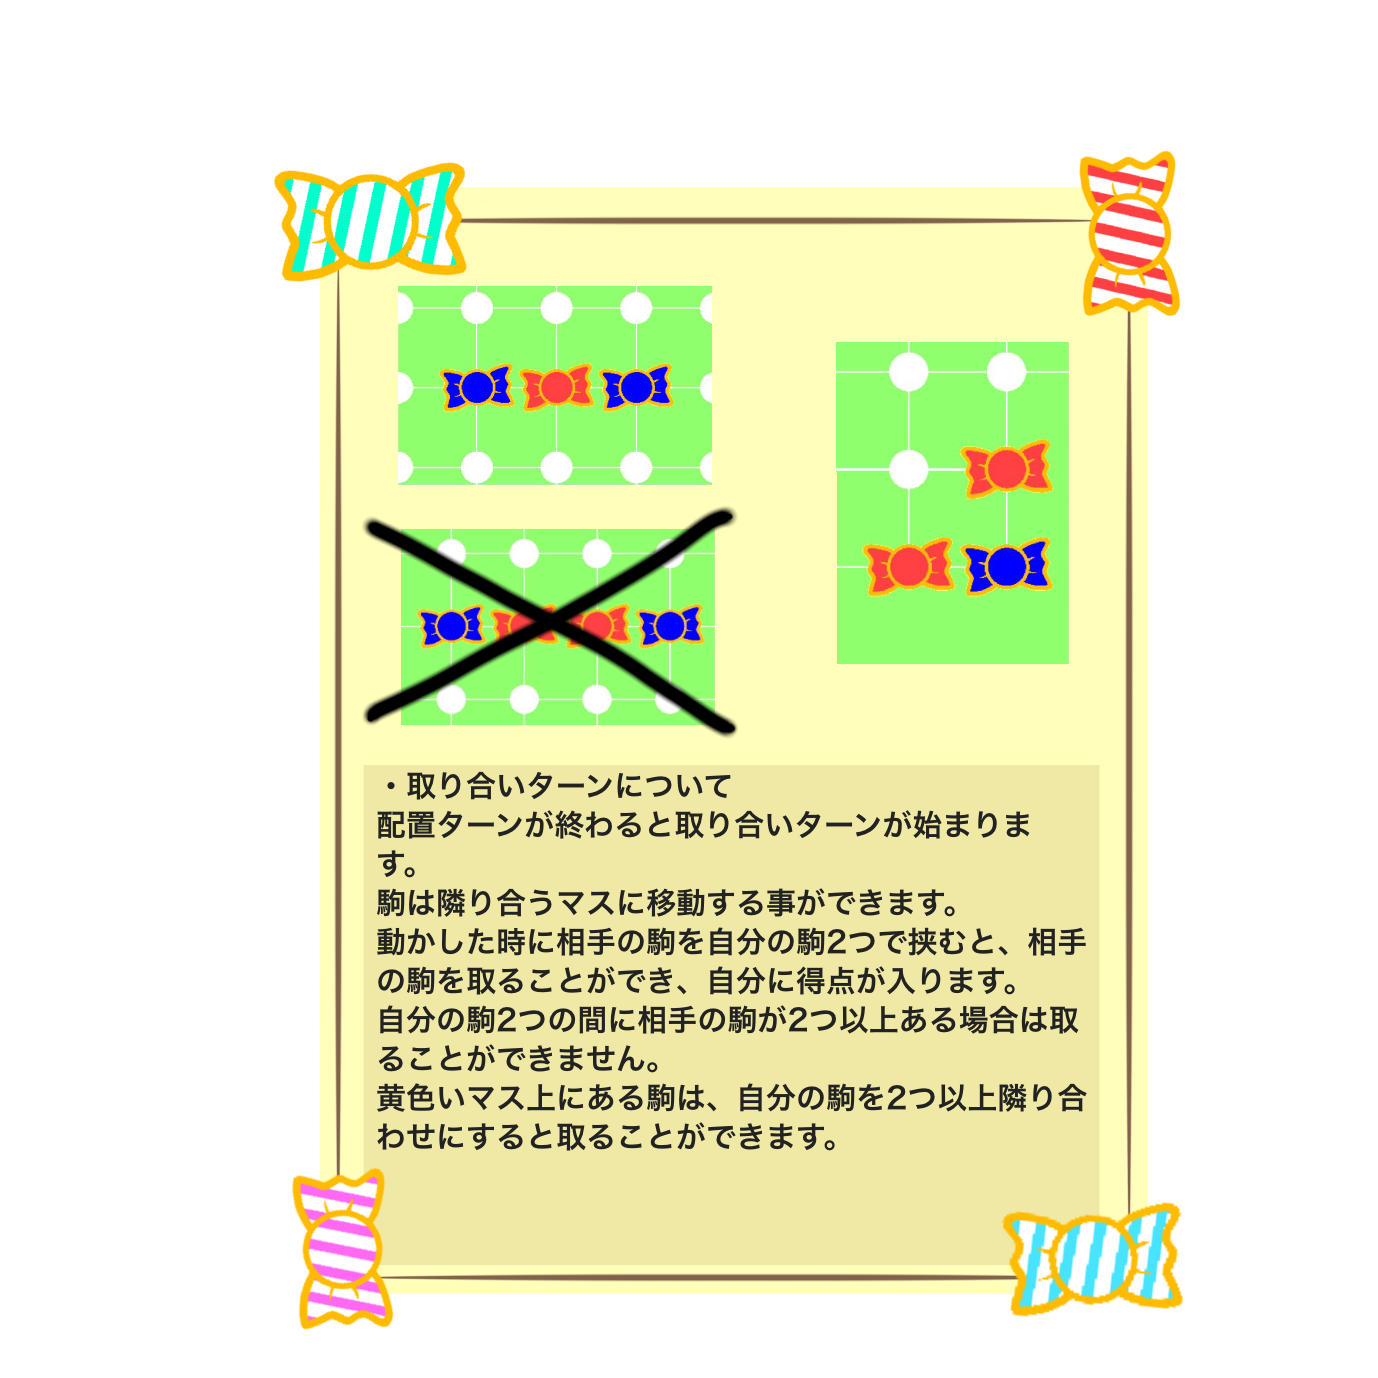 ・取り合いターンについて
配置ターンが終わると取り合いターンが始まりま
す。
駒は隣り合うマスに移動する事ができます。
動かした時に相手の駒を自分の駒2つで挟むと、相手
の駒を取ることができ、自分に得点が入ります。
自分の駒2つの間に相手の駒が2つ以上ある場合は取
ることができません。
黄色いマス上にある駒は、自分の駒を2つ以上隣り合
わせにすると取ることができます。